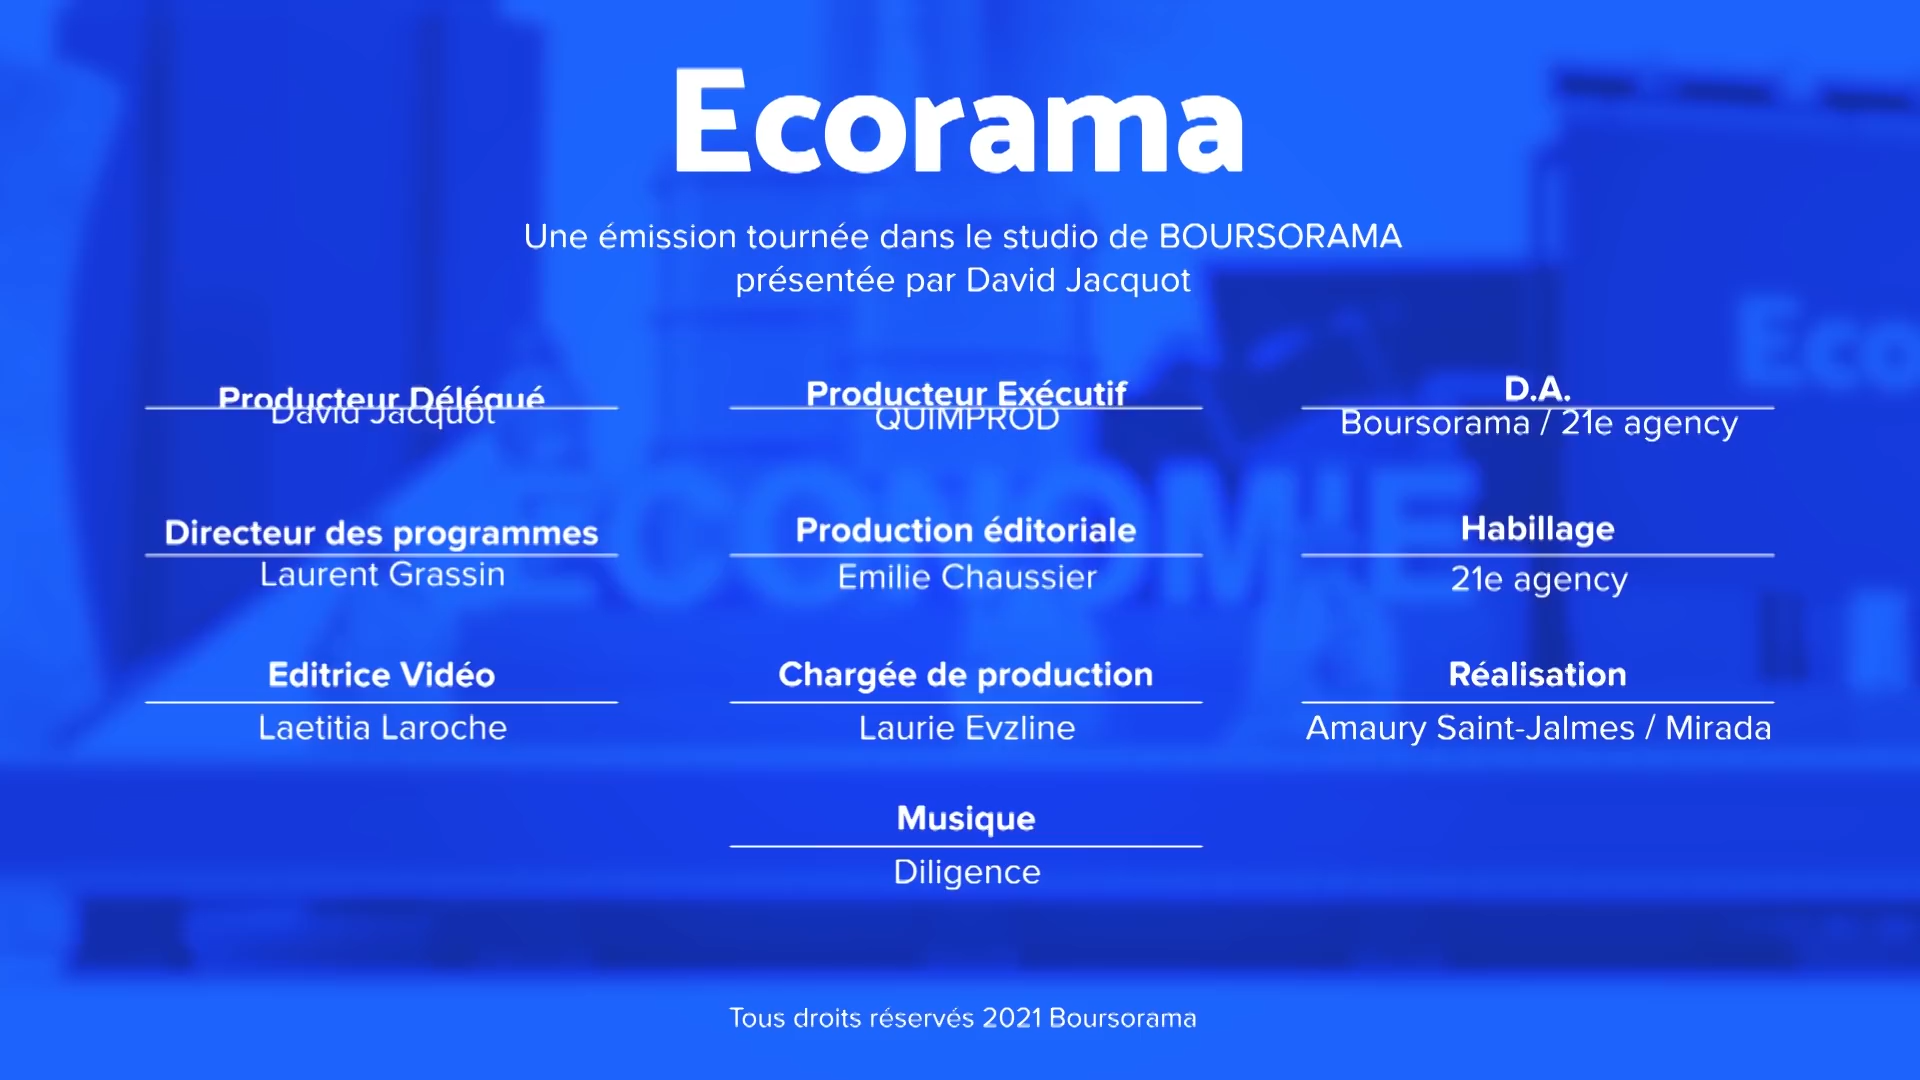 Ecorama
Une émission tournée dans le studio de BOURSORAMA
présentée par David Jacquot
Producteur Délégué
David Jacquot
Producteur Exécutif
QUIMPROD
D.A.
Boursorama / 21e agency
Directeur des programmes
Laurent Grassin
Production éditoriale
Emilie Chaussier
Habillage
21e agency
Editrice Vidéo
Laetitia Laroche
Chargée de production
Laurie Evzline
Réalisation
Amaury Saint-Jalmes / Mirada
Musique
Diligence
Tous droits réservés 2021 Boursorama
ECONOMIE
Eco